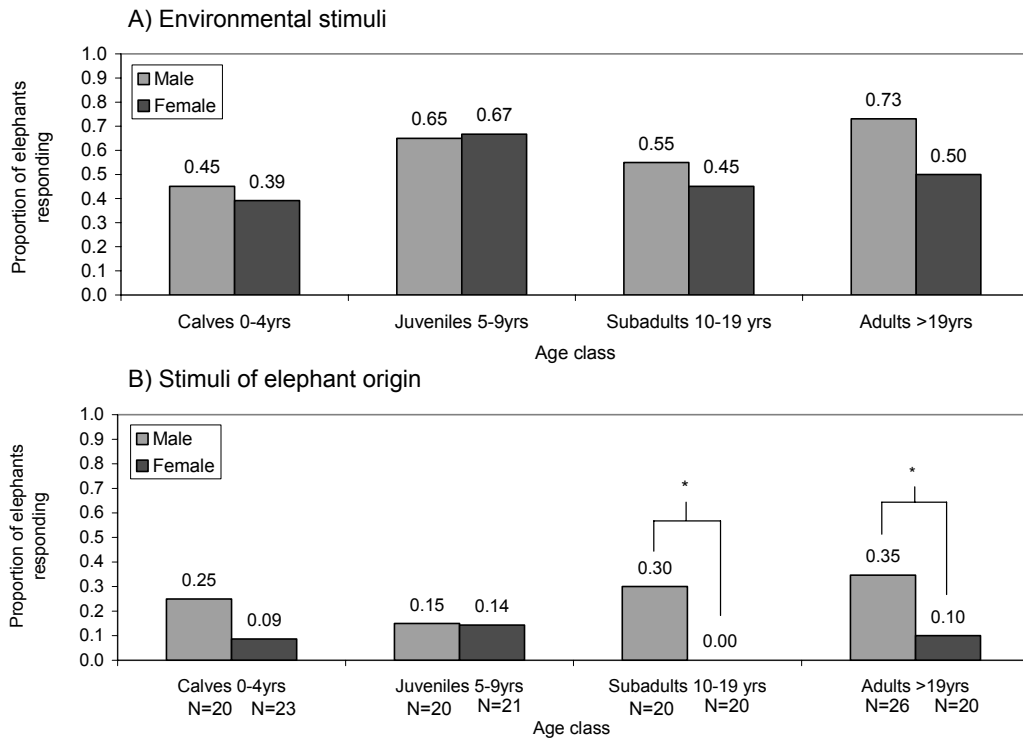 A) Environmental stimuli
Proportion of elephants
responding
1.0
0.9
0.8
0.7
0.6
0.5
0.4
0.3
0.2
0.1
0.0
Male
Female
0.45
0.39
0.65
0.67
0.55
0.45
0.73
0.50
Calves 0-4yrs Juveniles 5-9yrs Subadults 10-19 yrs Adults >19yrs
Age class
B) Stimuli of elephant origin
Proportion of elephants
responding
1.0
0.9
0.8
0.7
0.6
0.5
0.4
0.3
0.2
0.1
0.0
Male
Female
0.25
0.09
0.15
0.14
*
0.30
0.00
*
0.35
0.10
Calves 0-4yrs Juveniles 5-9yrs Subadults 10-19 yrs Adults >19yrs
N=20 N=23 N=20 N=21 N=20 N=20 N=26 N=20
Age class